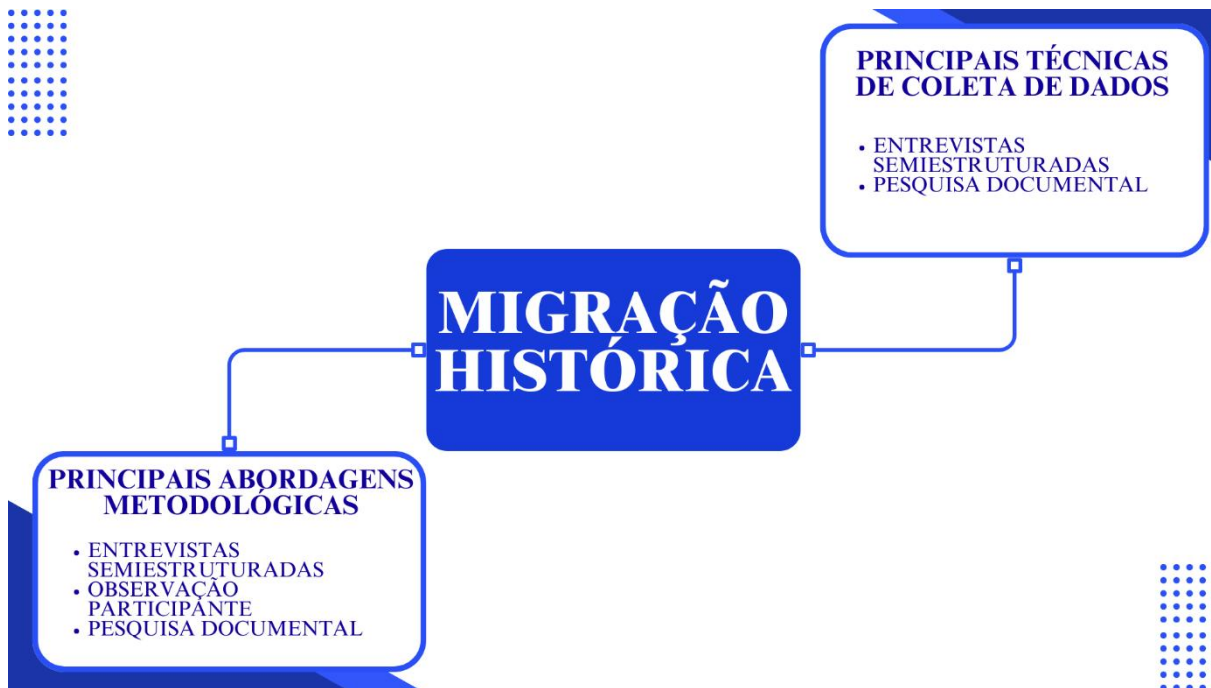 PRINCIPAIS TÉCNICAS
DE COLETA DE DADOS
• ENTREVISTAS
SEMIESTRUTURADAS
• PESQUISA DOCUMENTAL
MIGRAÇÃO
HISTÓRICA
PRINCIPAIS ABORDAGENS
METODOLÓGICAS
• ENTREVISTAS
SEMIESTRUTURADAS
• OBSERVAÇÃO
PARTICIPANTE
• PESQUISA DOCUMENTAL